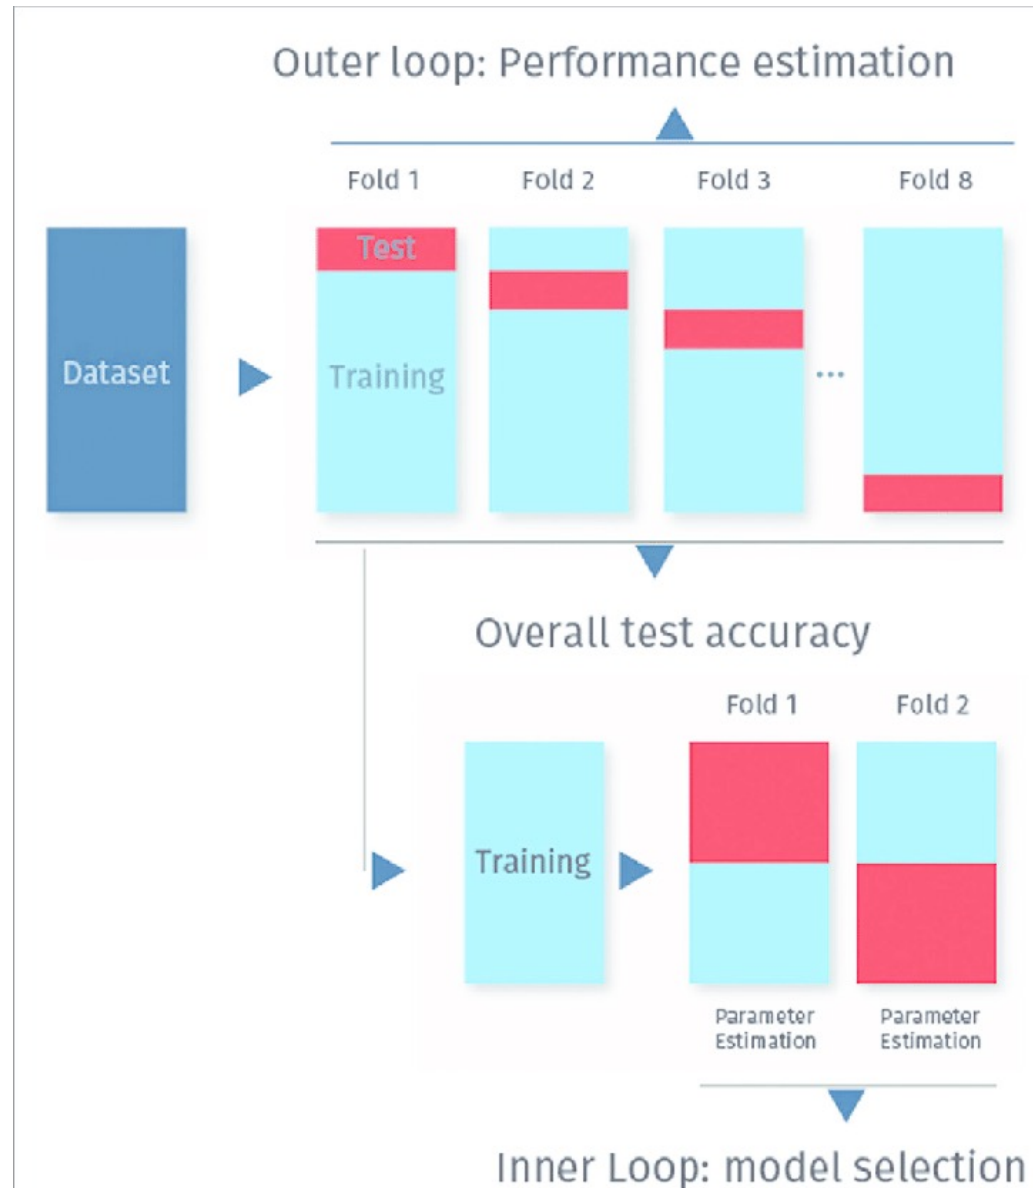 Outer loop: Performance estimation
Fold 1 Fold 2 Fold 3 Fold 8
Test
Dataset
Training
...
Overall test accuracy
Fold 1 Fold 2
Training
Parameter Parameter
Estimation Estimation
Inner Loop: model selection